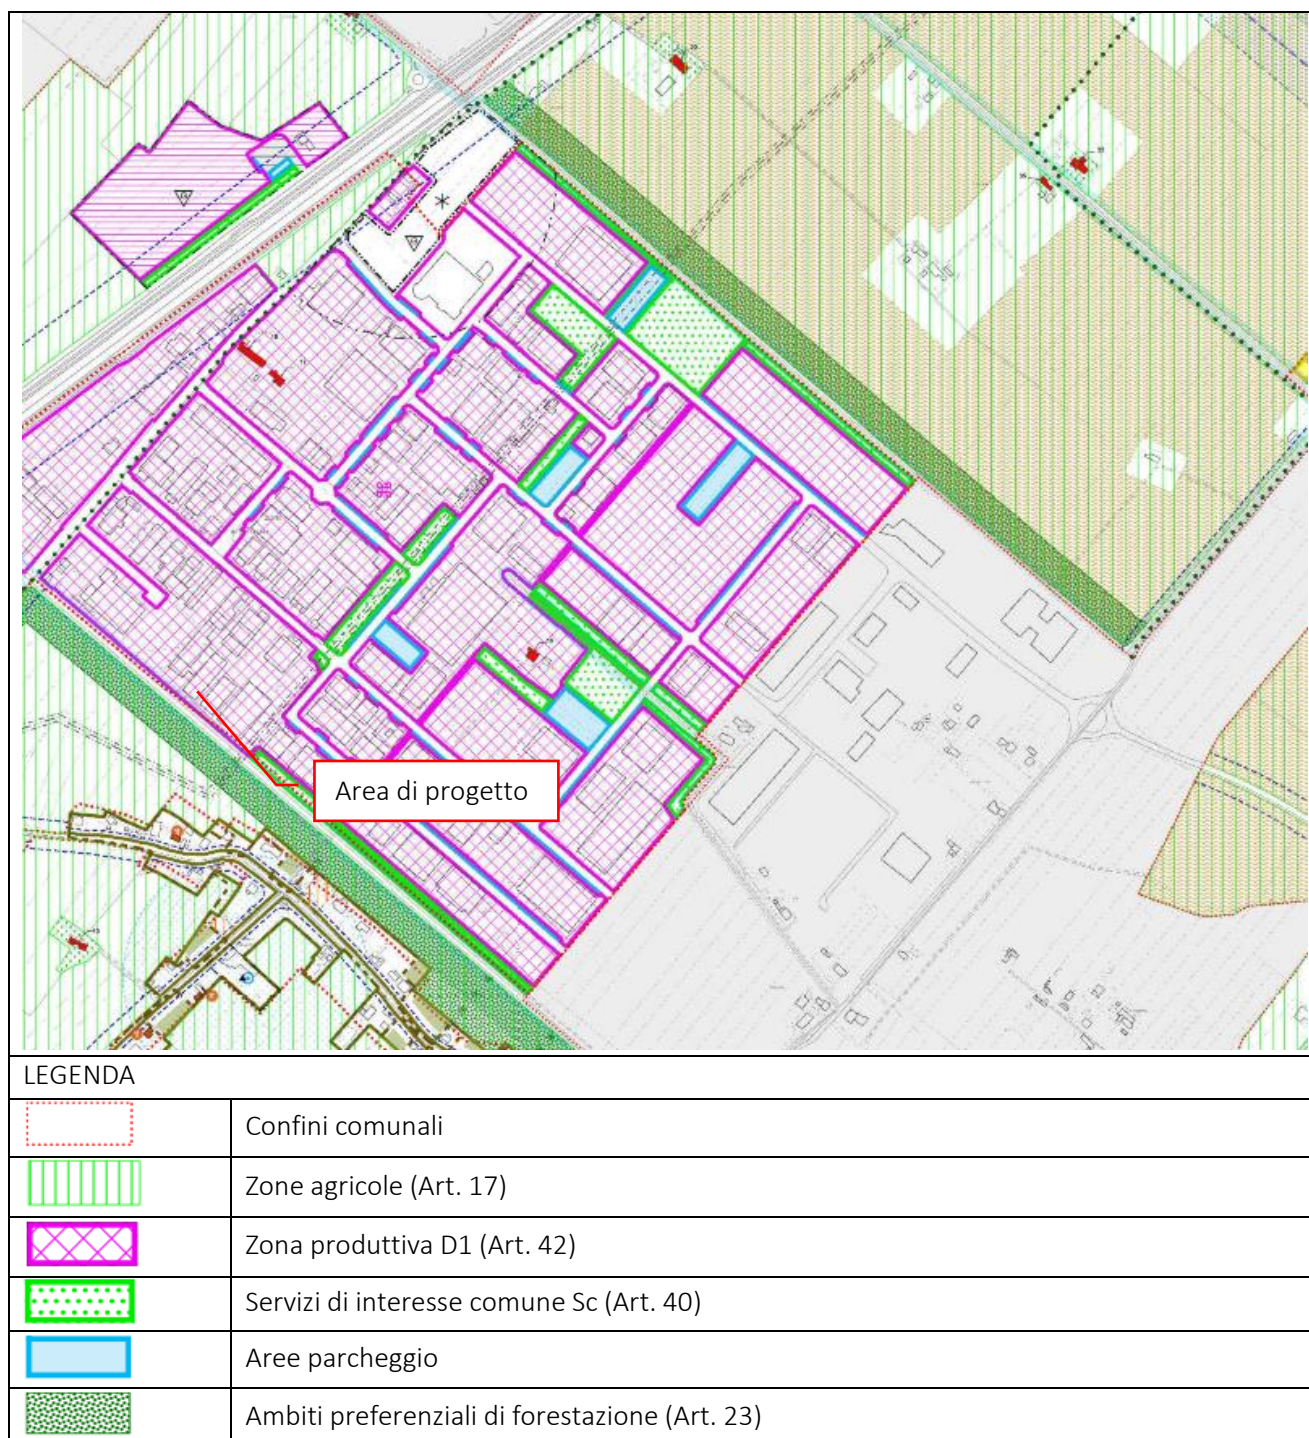 Area di progetto
LEGENDA
Confini comunali
Zone agricole (Art. 17)
Zona produttiva D1 (Art. 42)
Servizi di interesse comune Sc (Art. 40)
Aree parcheggio
Ambiti preferenziali di forestazione (Art. 23)